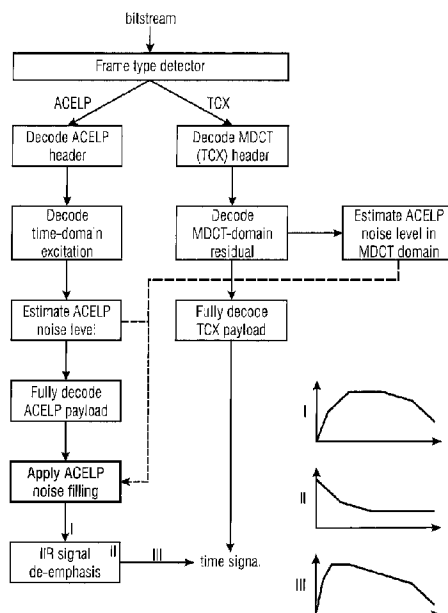 bitstream
Frame type detector
ACELP
TCX
Decode ACELP
header
Decode MDCT
(TCX) header
Decode
time-domain
excitation
Decode
MDCT-domain
residual
Estimate ACELP
noise level in
MDCT domain
Estimate ACELP
noise level
Fully decode
TCX payload
Fully decode
ACELP payload
I
Apply ACELP
noise filling
I
II
IIR signal
de-emphasis
II
III
time signa.
III